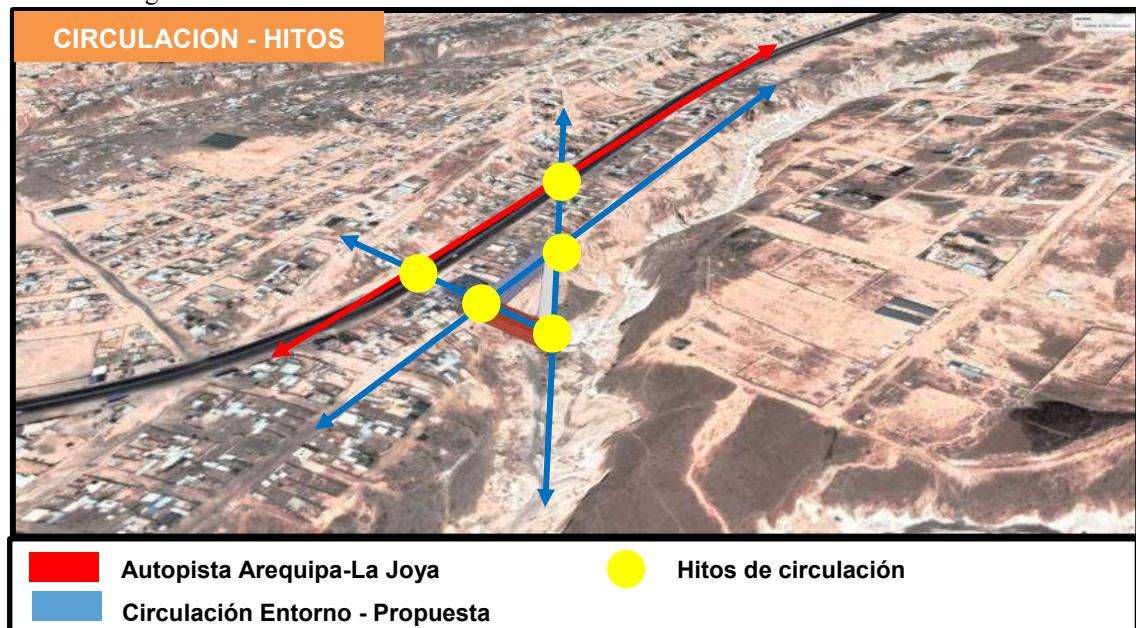 CIRCULACION - HITOS
Autopista Arequipa-La Joya
Hitos de circulación
Circulación Entorno - Propuesta